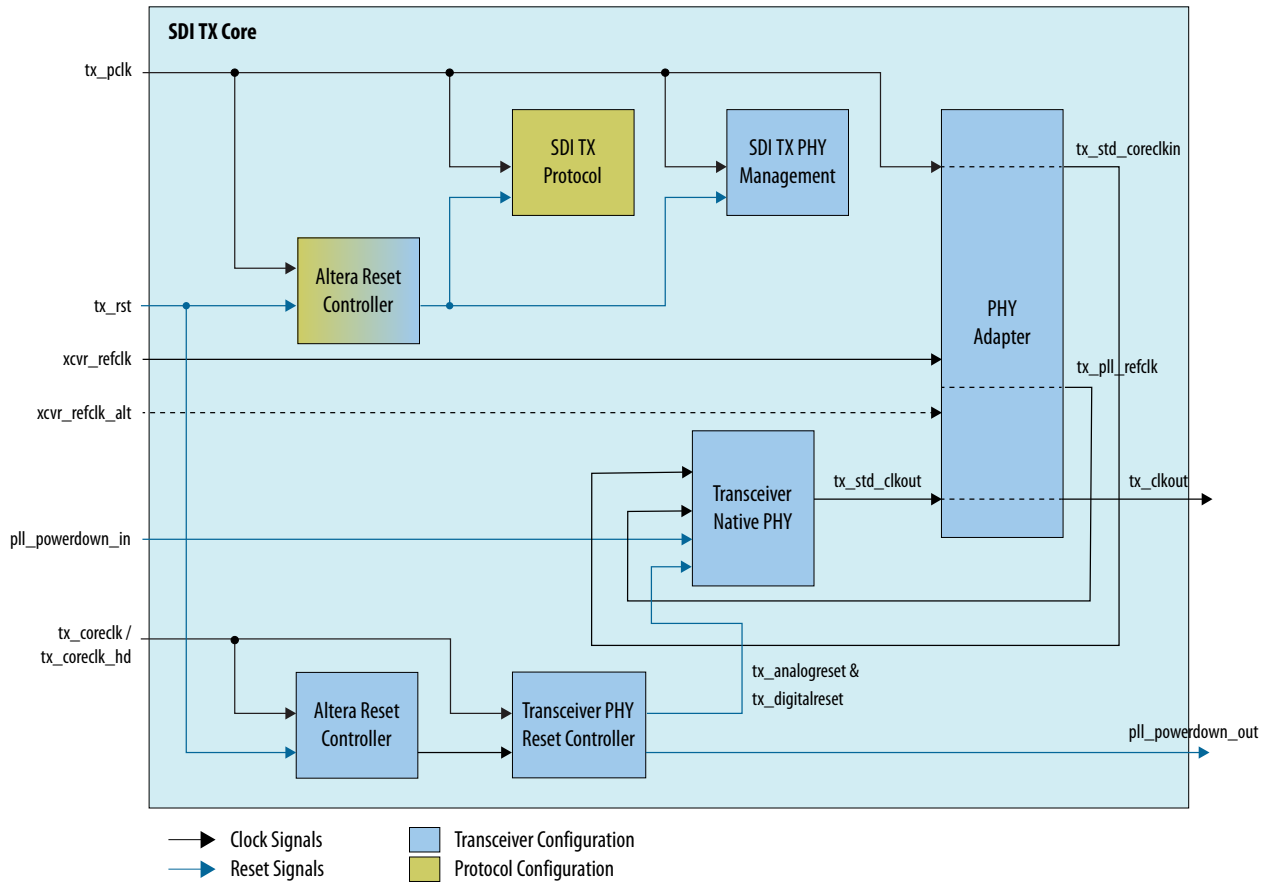 SDI TX Core
tx_pclk
SDI TX
Protocol
SDI TX PHY
Management
tx_std_coreclkin
Altera Reset
Controller
tx_rst
PHY
Adapter
xcvr_refclk
tx_pll_refclk
xcvr_refclk_alt
Transceiver
Native PHY
tx_std_clkout
tx_clkout
pll_powerdown_in
tx_coreclk /
tx_coreclk_hd
tx_analogreset &
tx_digitalreset
Altera Reset
Controller
Transceiver PHY
Reset Controller
pll_powerdown_out
Clock Signals
Transceiver Configuration
Reset Signals
Protocol Configuration